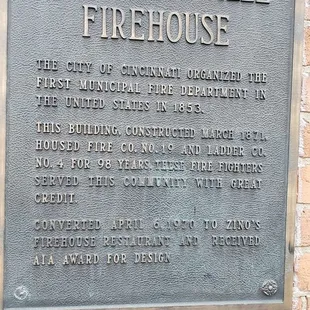 FIREHOUSE
THE CITY OF CINCINNATI ORGANIZED THE
FIRST MUNICIPAL FIRE DEPARTMENT IN
THE UNITED STATES IN 1853.
THIS BUILDING, CONSTRUCTED MARCH 1871,
HOUSED FIRE CO. NO. 19 AND LADDER CO.
NO. 4 FOR 98 YEARS. THESE FIRE FIGHTERS
SERVED THIS COMMUNITY WITH GREAT
CREDIT.
CONVERTED APRIL 6, 1970 TO ZINO'S
FIREHOUSE RESTAURANT AND RECEIVED
AIA AWARD FOR DESIGN